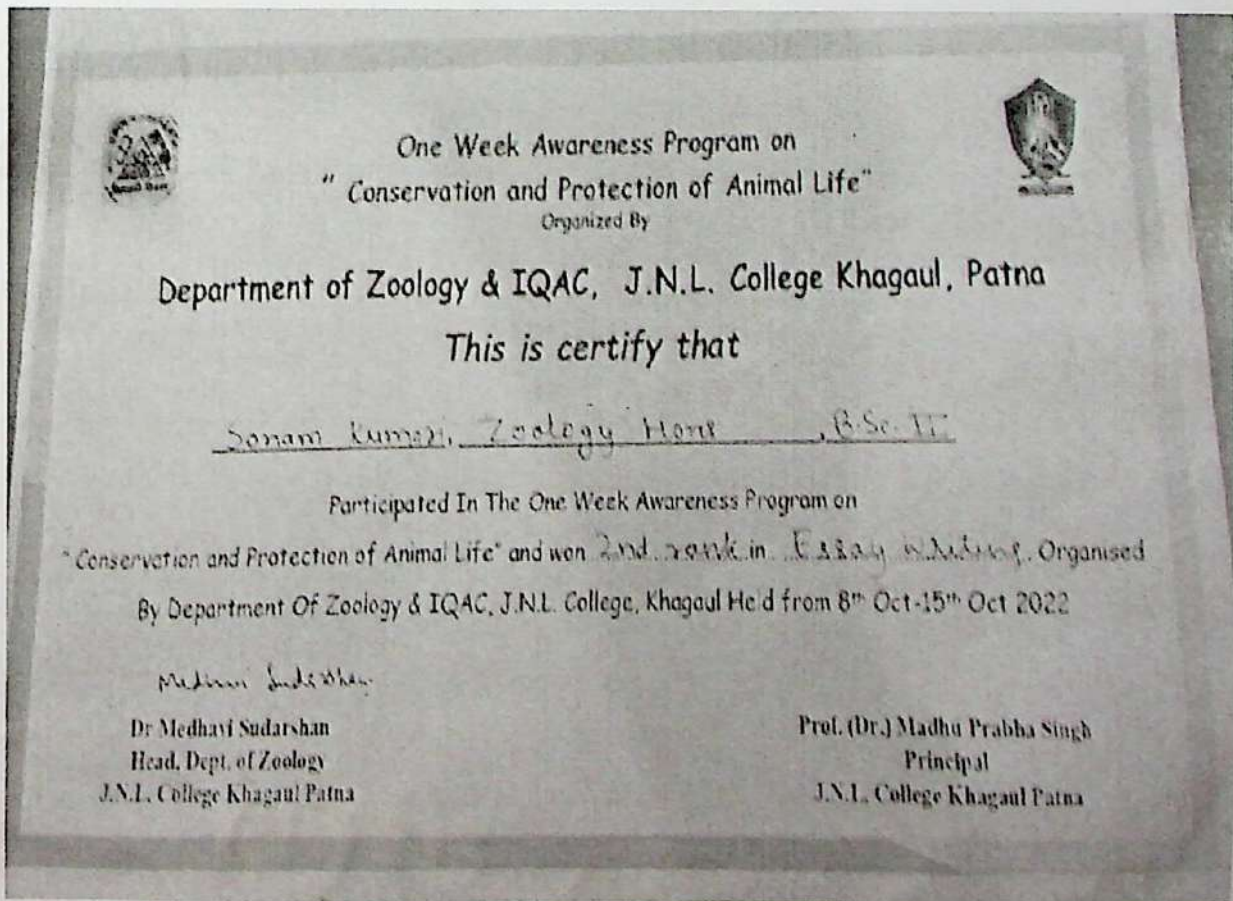 One Week Awareness Program on
" Conservation and Protection of Animal Life"
Organized By
Department of Zoology & IQAC, J.N.L. College Khagaul, Patna
This is certify that
Sonam Kumari, Zoology Hons , B.Sc. II
Participated In The One Week Awareness Program on
"Conservation and Protection of Animal Life" and won 2nd rank in Essay writing. Organised
By Department Of Zoology & IQAC, J.N.L. College, Khagaul Held from 8th Oct-15th Oct 2022
Dr Medhavi Sudarshan
Head, Dept. of Zoology
J.N.L. College Khagaul Patna
Prof. (Dr.) Madhu Prabha Singh
Principal
J.N.L. College Khagaul Patna